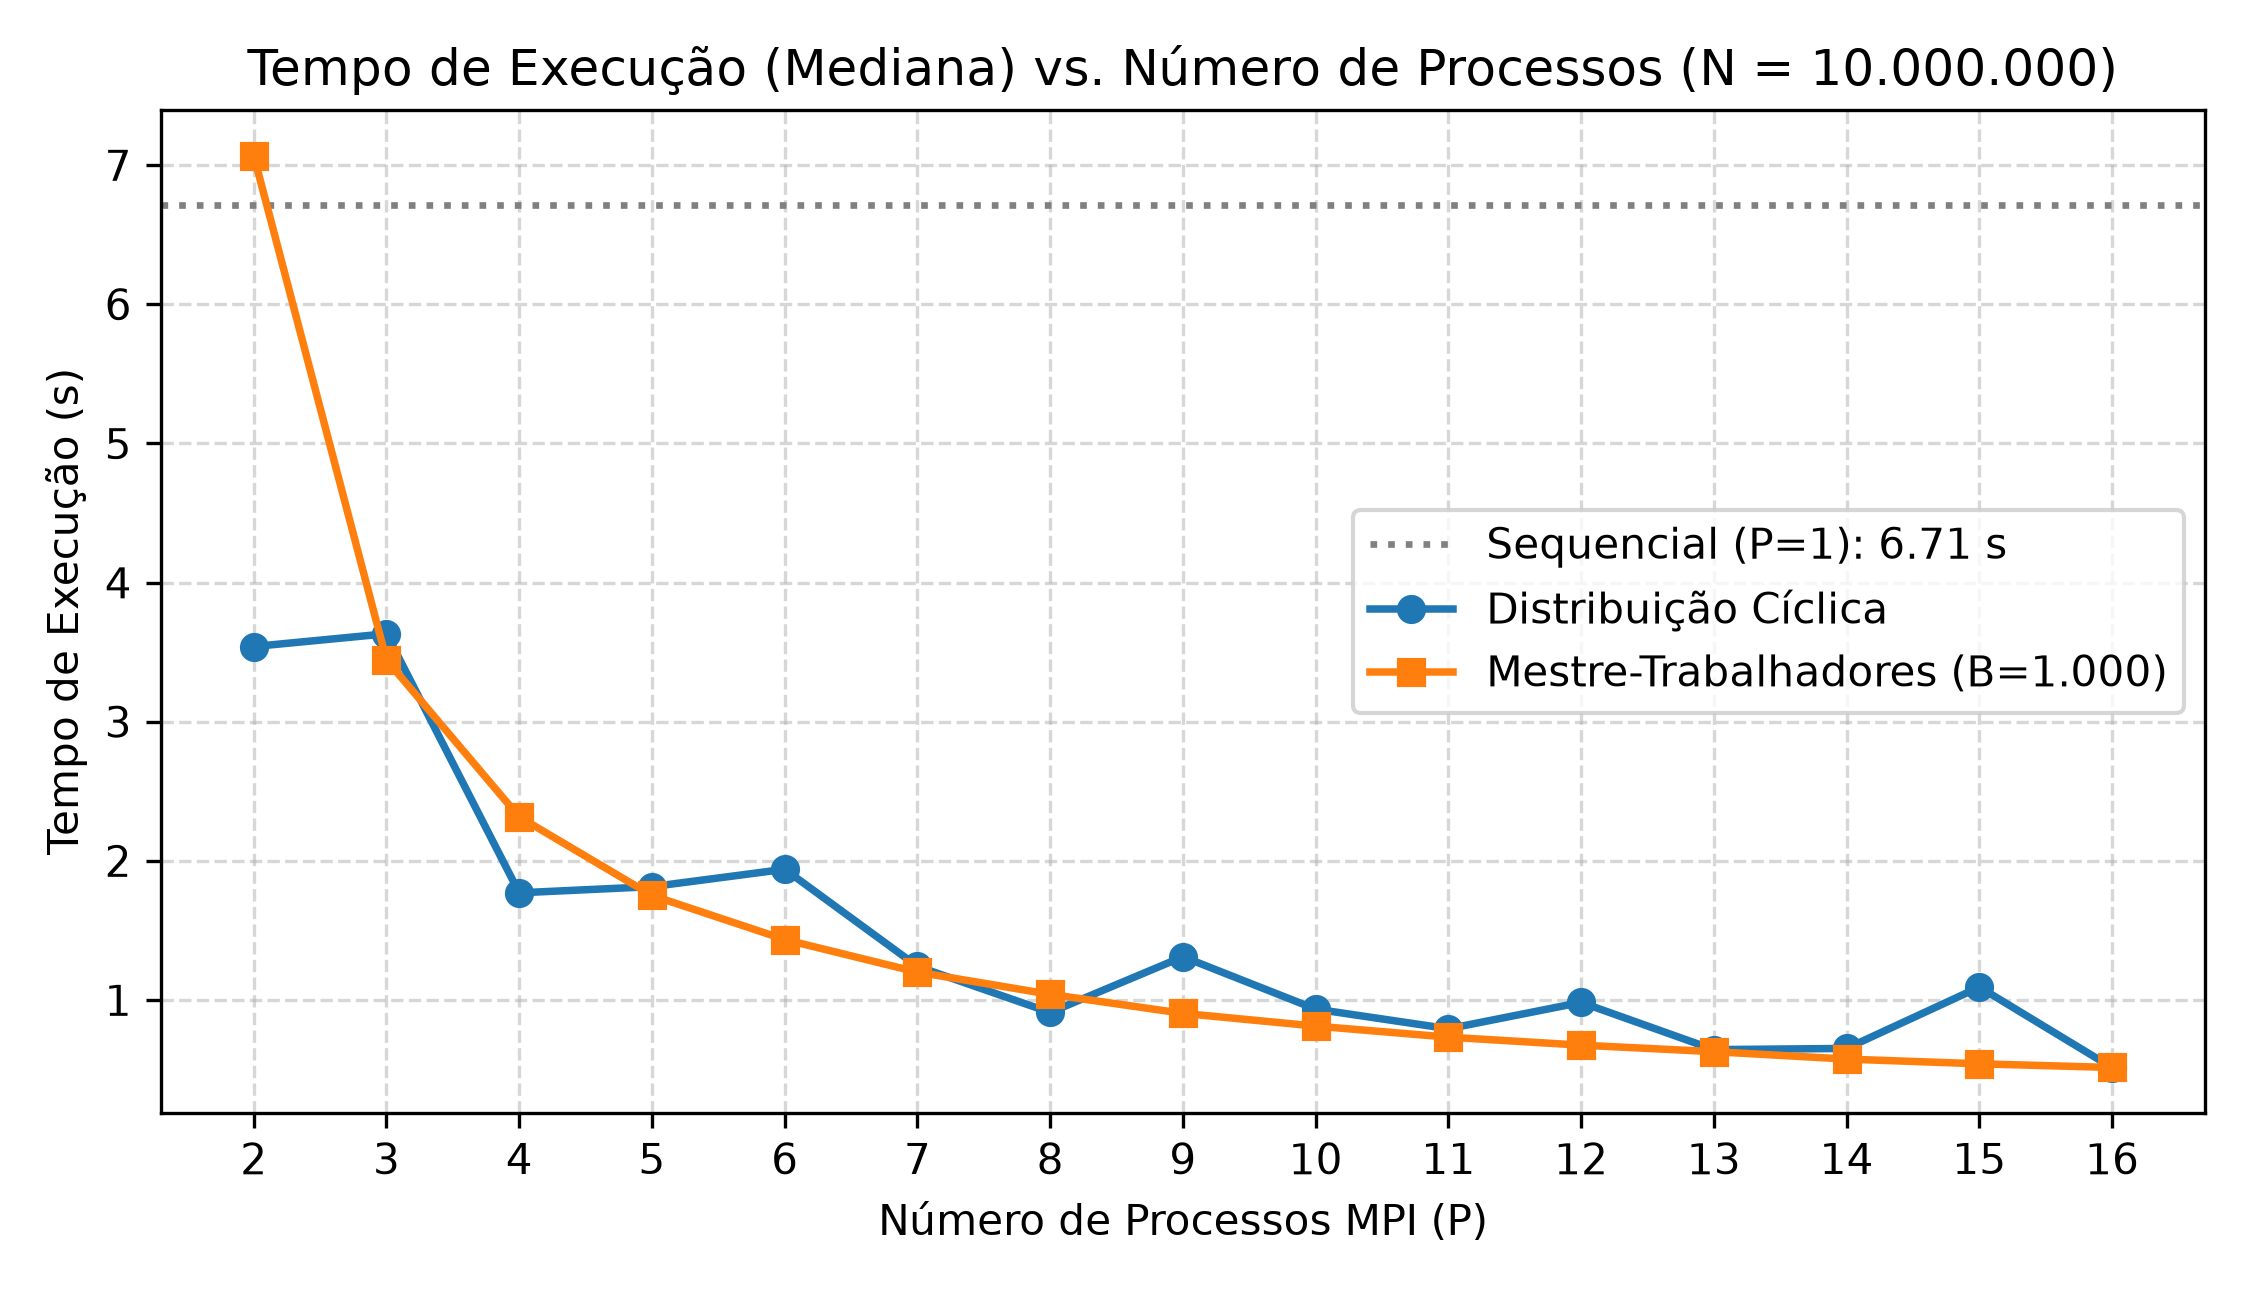 Tempo de Execução (Mediana) vs. Número de Processos (N = 10.000.000)
Tempo de Execução (s)
7
6
5
4
3
2
1
Sequencial (P=1): 6.71 s
Distribuição Cíclica
Mestre-Trabalhadores (B=1.000)
2 3 4 5 6 7 8 9 10 11 12 13 14 15 16
Número de Processos MPI (P)